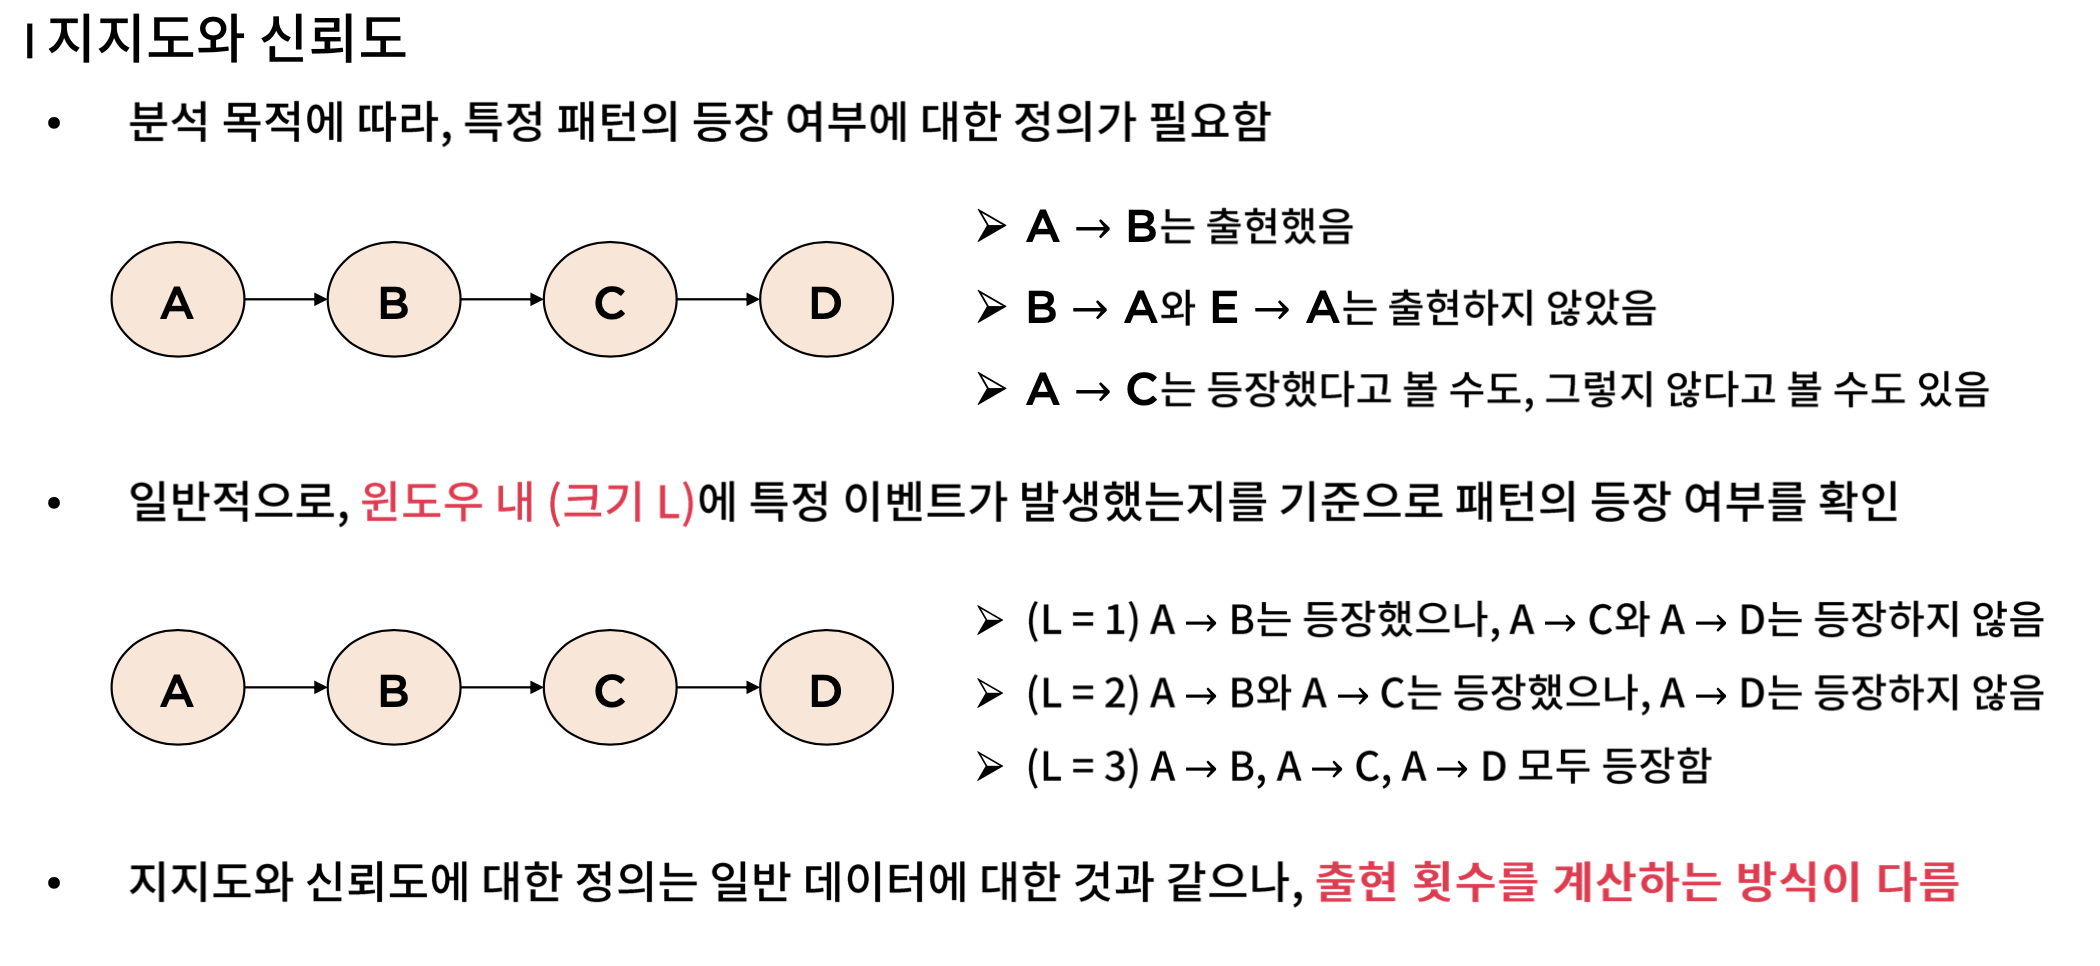 지지도와 신뢰도
• 분석 목적에 따라, 특정 패턴의 등장 여부에 대한 정의가 필요함
A B C D
➢ A → B는 출현했음
➢ B → A와 E → A는 출현하지 않았음
➢ A → C는 등장했다고 볼 수도, 그렇지 않다고 볼 수도 있음
• 일반적으로, 윈도우 내 (크기 L)에 특정 이벤트가 발생했는지를 기준으로 패턴의 등장 여부를 확인
A B C D
➢ (L = 1) A → B는 등장했으나, A → C와 A → D는 등장하지 않음
➢ (L = 2) A → B와 A → C는 등장했으나, A → D는 등장하지 않음
➢ (L = 3) A → B, A → C, A → D 모두 등장함
• 지지도와 신뢰도에 대한 정의는 일반 데이터에 대한 것과 같으나, 출현 횟수를 계산하는 방식이 다름